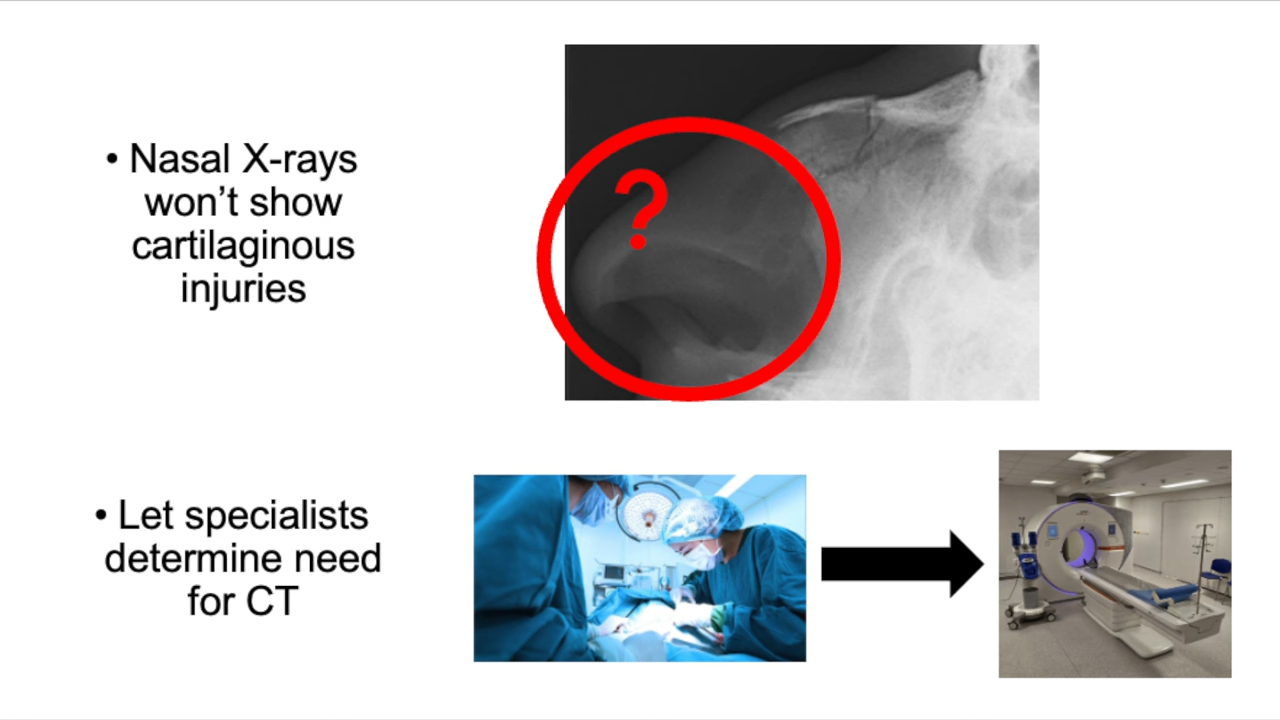 • Nasal X-rays
won’t show
cartilaginous
injuries
?
• Let specialists
determine need
for CT